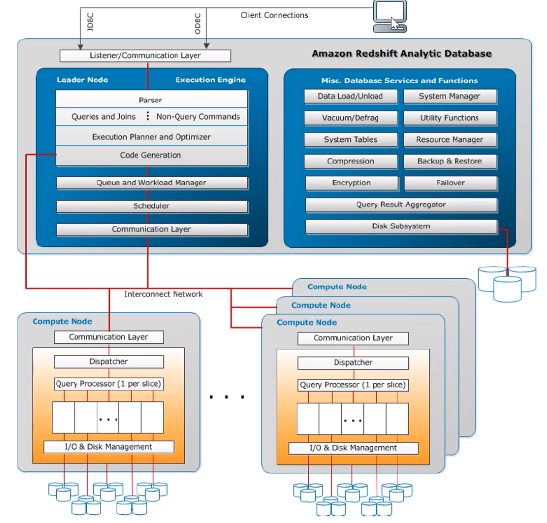 Client Connections
JDBC
ODBC
Listener/Communication Layer
Amazon Redshift Analytic Database
Leader Node
Execution Engine
Parser
Queries and Joins
Non-Query Commands
Execution Planner and Optimizer
Code Generation
Queue and Workload Manager
Scheduler
Communication Layer
Misc. Database Services and Functions
Data Load/Unload
System Manager
Vacuum/Defrag
Utility Functions
System Tables
Resource Manager
Compression
Backup & Restore
Encryption
Failover
Query Result Aggregator
Disk Subsystem
Interconnect Network
Compute Node
Communication Layer
Dispatcher
Query Processor (1 per slice)
...
I/O & Disk Management
. . .
Compute Node
Compute Node
Compute Node
Communication Layer
Dispatcher
Query Processor (1 per slice)
...
I/O & Disk Management